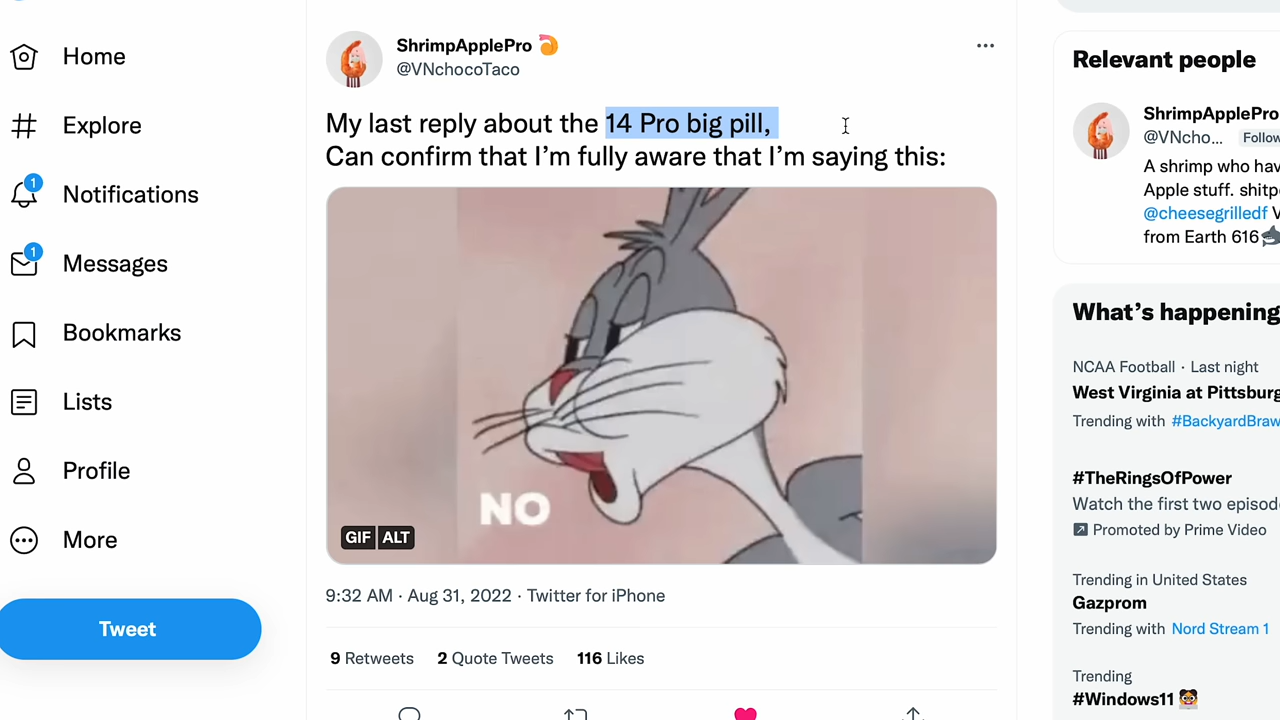 Home
Explore
1
Notifications
1
Messages
Bookmarks
Lists
Profile
More
Tweet
ShrimpApplePro
@VNchocoTaco
My last reply about the 14 Pro big pill,
Can confirm that I’m fully aware that I’m saying this:
NO
GIF ALT
9:32 AM · Aug 31, 2022 · Twitter for iPhone
9 Retweets 2 Quote Tweets 116 Likes
Relevant people
ShrimpApplePro
@VNcho... Follow
A shrimp who hav
Apple stuff. shitpo
@cheesegrilledf V
from Earth 616
What’s happening
NCAA Football · Last night
West Virginia at Pittsburg
Trending with #BackyardBraw
#TheRingsOfPower
Watch the first two episod
Promoted by Prime Video
Trending in United States
Gazprom
Trending with Nord Stream 1
Trending
#Windows11